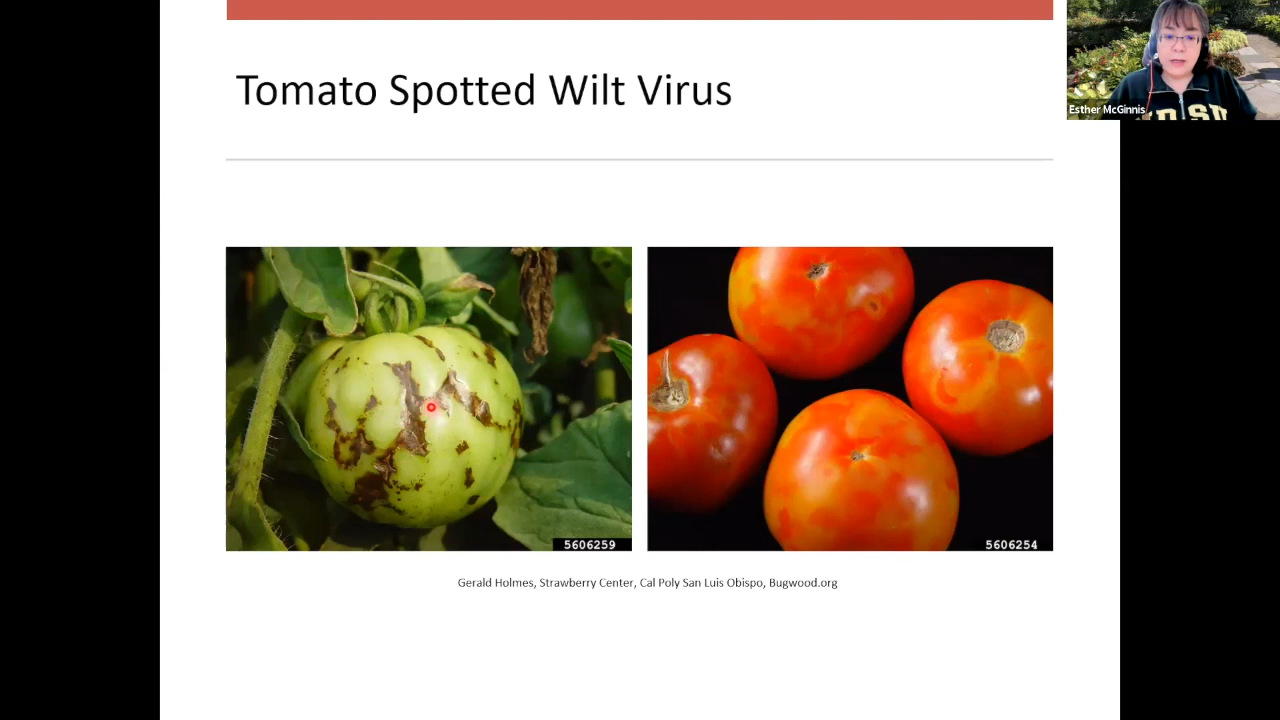 Tomato Spotted Wilt Virus
Esther McGinnis
5606259
5606254
Gerald Holmes, Strawberry Center, Cal Poly San Luis Obispo, Bugwood.org